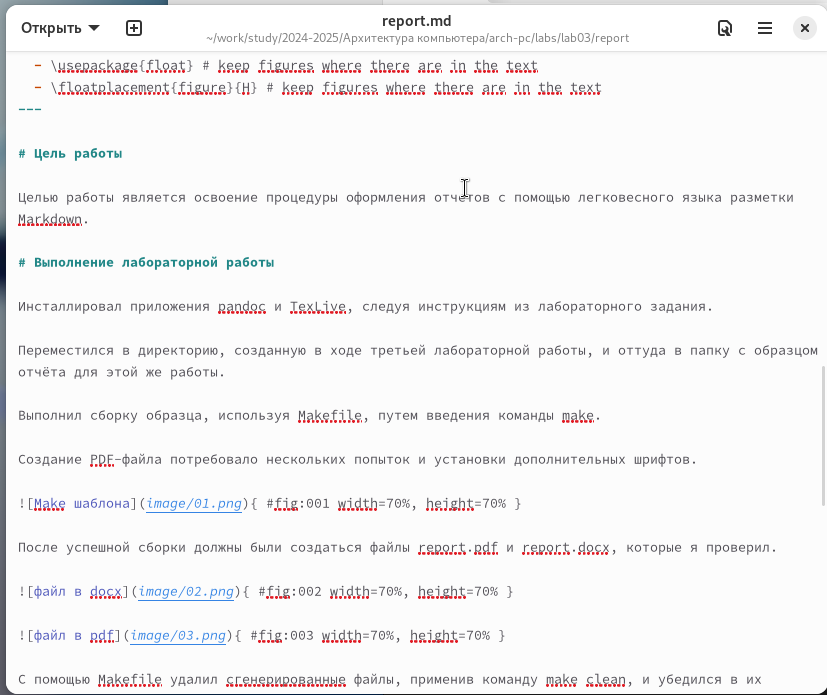 Открыть
report.md
~/work/study/2024-2025/Архитектура компьютера/arch-pc/labs/lab03/report
- \usepackage{float} # keep figures where there are in the text
- \floatplacement{figure}{H} # keep figures where there are in the text
---
# Цель работы
Целью работы является освоение процедуры оформления отчетов с помощью легковесного языка разметки
Markdown.
# Выполнение лабораторной работы
Инсталлировал приложения pandoc и TexLive, следуя инструкциям из лабораторного задания.
Переместился в директорию, созданную в ходе третьей лабораторной работы, и оттуда в папку с образцом
отчёта для этой же работы.
Выполнил сборку образца, используя Makefile, путем введения команды make.
Создание PDF-файла потребовало нескольких попыток и установки дополнительных шрифтов.
![Make шаблона](image/01.png){ #fig:001 width=70%, height=70% }
После успешной сборки должны были создаться файлы report.pdf и report.docx, которые я проверил.
![файл в docx](image/02.png){ #fig:002 width=70%, height=70% }
![файл в pdf](image/03.png){ #fig:003 width=70%, height=70% }
С помощью Makefile удалил сгенерированные файлы, применив команду make clean, и убедился в их